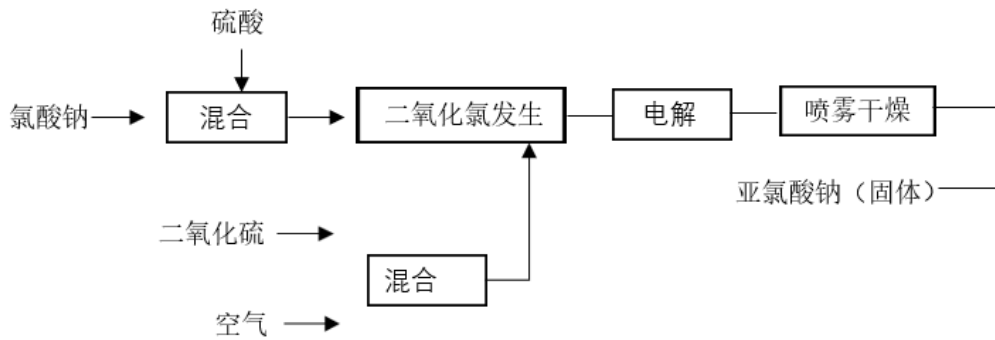 硫酸
氯酸钠
混合
二氧化氯发生
电解
喷雾干燥
亚氯酸钠（固体）
二氧化硫
混合
空气